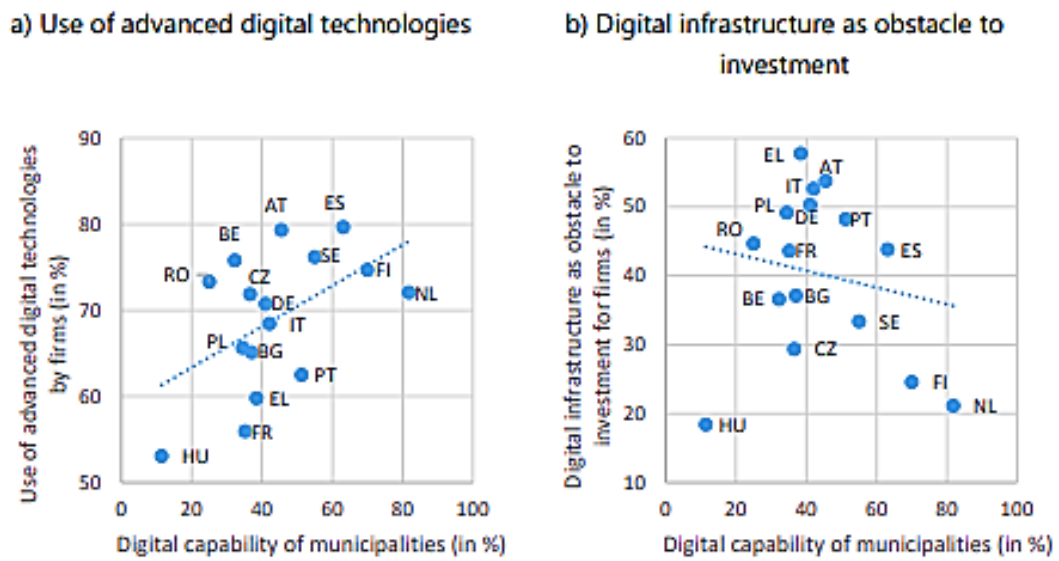 a) Use of advanced digital technologies
Use of advanced digital technologies
by firms (in %)
90
80
70
60
50
AT
ES
BE
SE
RO
CZ
FI
DE
NL
IT
PL
BG
PT
EL
FR
HU
0 20 40 60 80 100
Digital capability of municipalities (in %)
b) Digital infrastructure as obstacle to
investment
Digital infrastructure as obstacle to
investment for firms (in %)
60
50
40
30
20
10
EL
AT
IT
PL
DE
PT
RO
FR
ES
BE
BG
SE
CZ
FI
NL
HU
0 20 40 60 80 100
Digital capability of municipalities (in %)